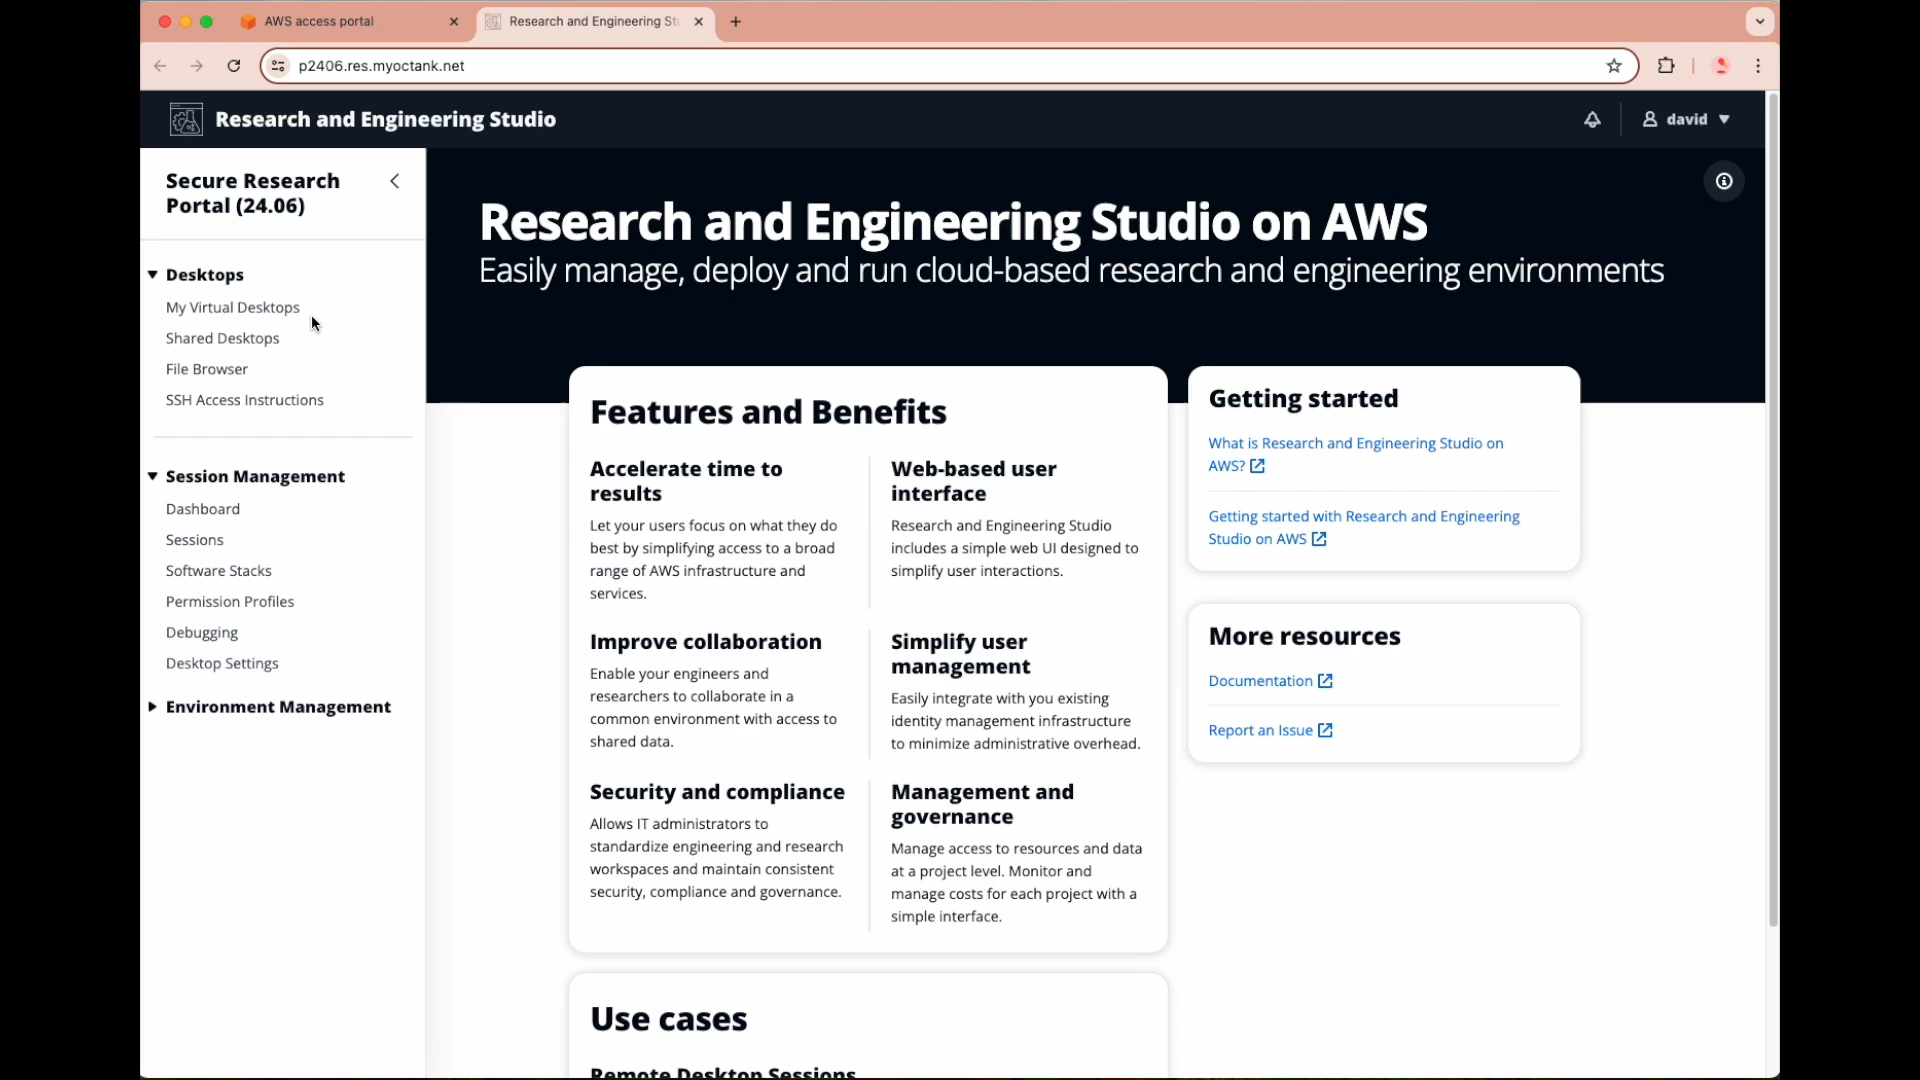 AWS access portal
Research and Engineering Stu
p2406.res.myoctank.net
Research and Engineering Studio
david
Secure Research
Portal (24.06)
Desktops
My Virtual Desktops
Shared Desktops
File Browser
SSH Access Instructions
Session Management
Dashboard
Sessions
Software Stacks
Permission Profiles
Debugging
Desktop Settings
Environment Management
Research and Engineering Studio on AWS
Easily manage, deploy and run cloud-based research and engineering environments
Features and Benefits
Accelerate time to
results
Let your users focus on what they do
best by simplifying access to a broad
range of AWS infrastructure and
services.
Web-based user
interface
Research and Engineering Studio
includes a simple web UI designed to
simplify user interactions.
Improve collaboration
Enable your engineers and
researchers to collaborate in a
common environment with access to
shared data.
Simplify user
management
Easily integrate with you existing
identity management infrastructure
to minimize administrative overhead.
Security and compliance
Allows IT administrators to
standardize engineering and research
workspaces and maintain consistent
security, compliance and governance.
Management and
governance
Manage access to resources and data
at a project level. Monitor and
manage costs for each project with a
simple interface.
Getting started
What is Research and Engineering Studio on
AWS?
Getting started with Research and Engineering
Studio on AWS
More resources
Documentation
Report an Issue
Use cases
Remote Desktop Sessions